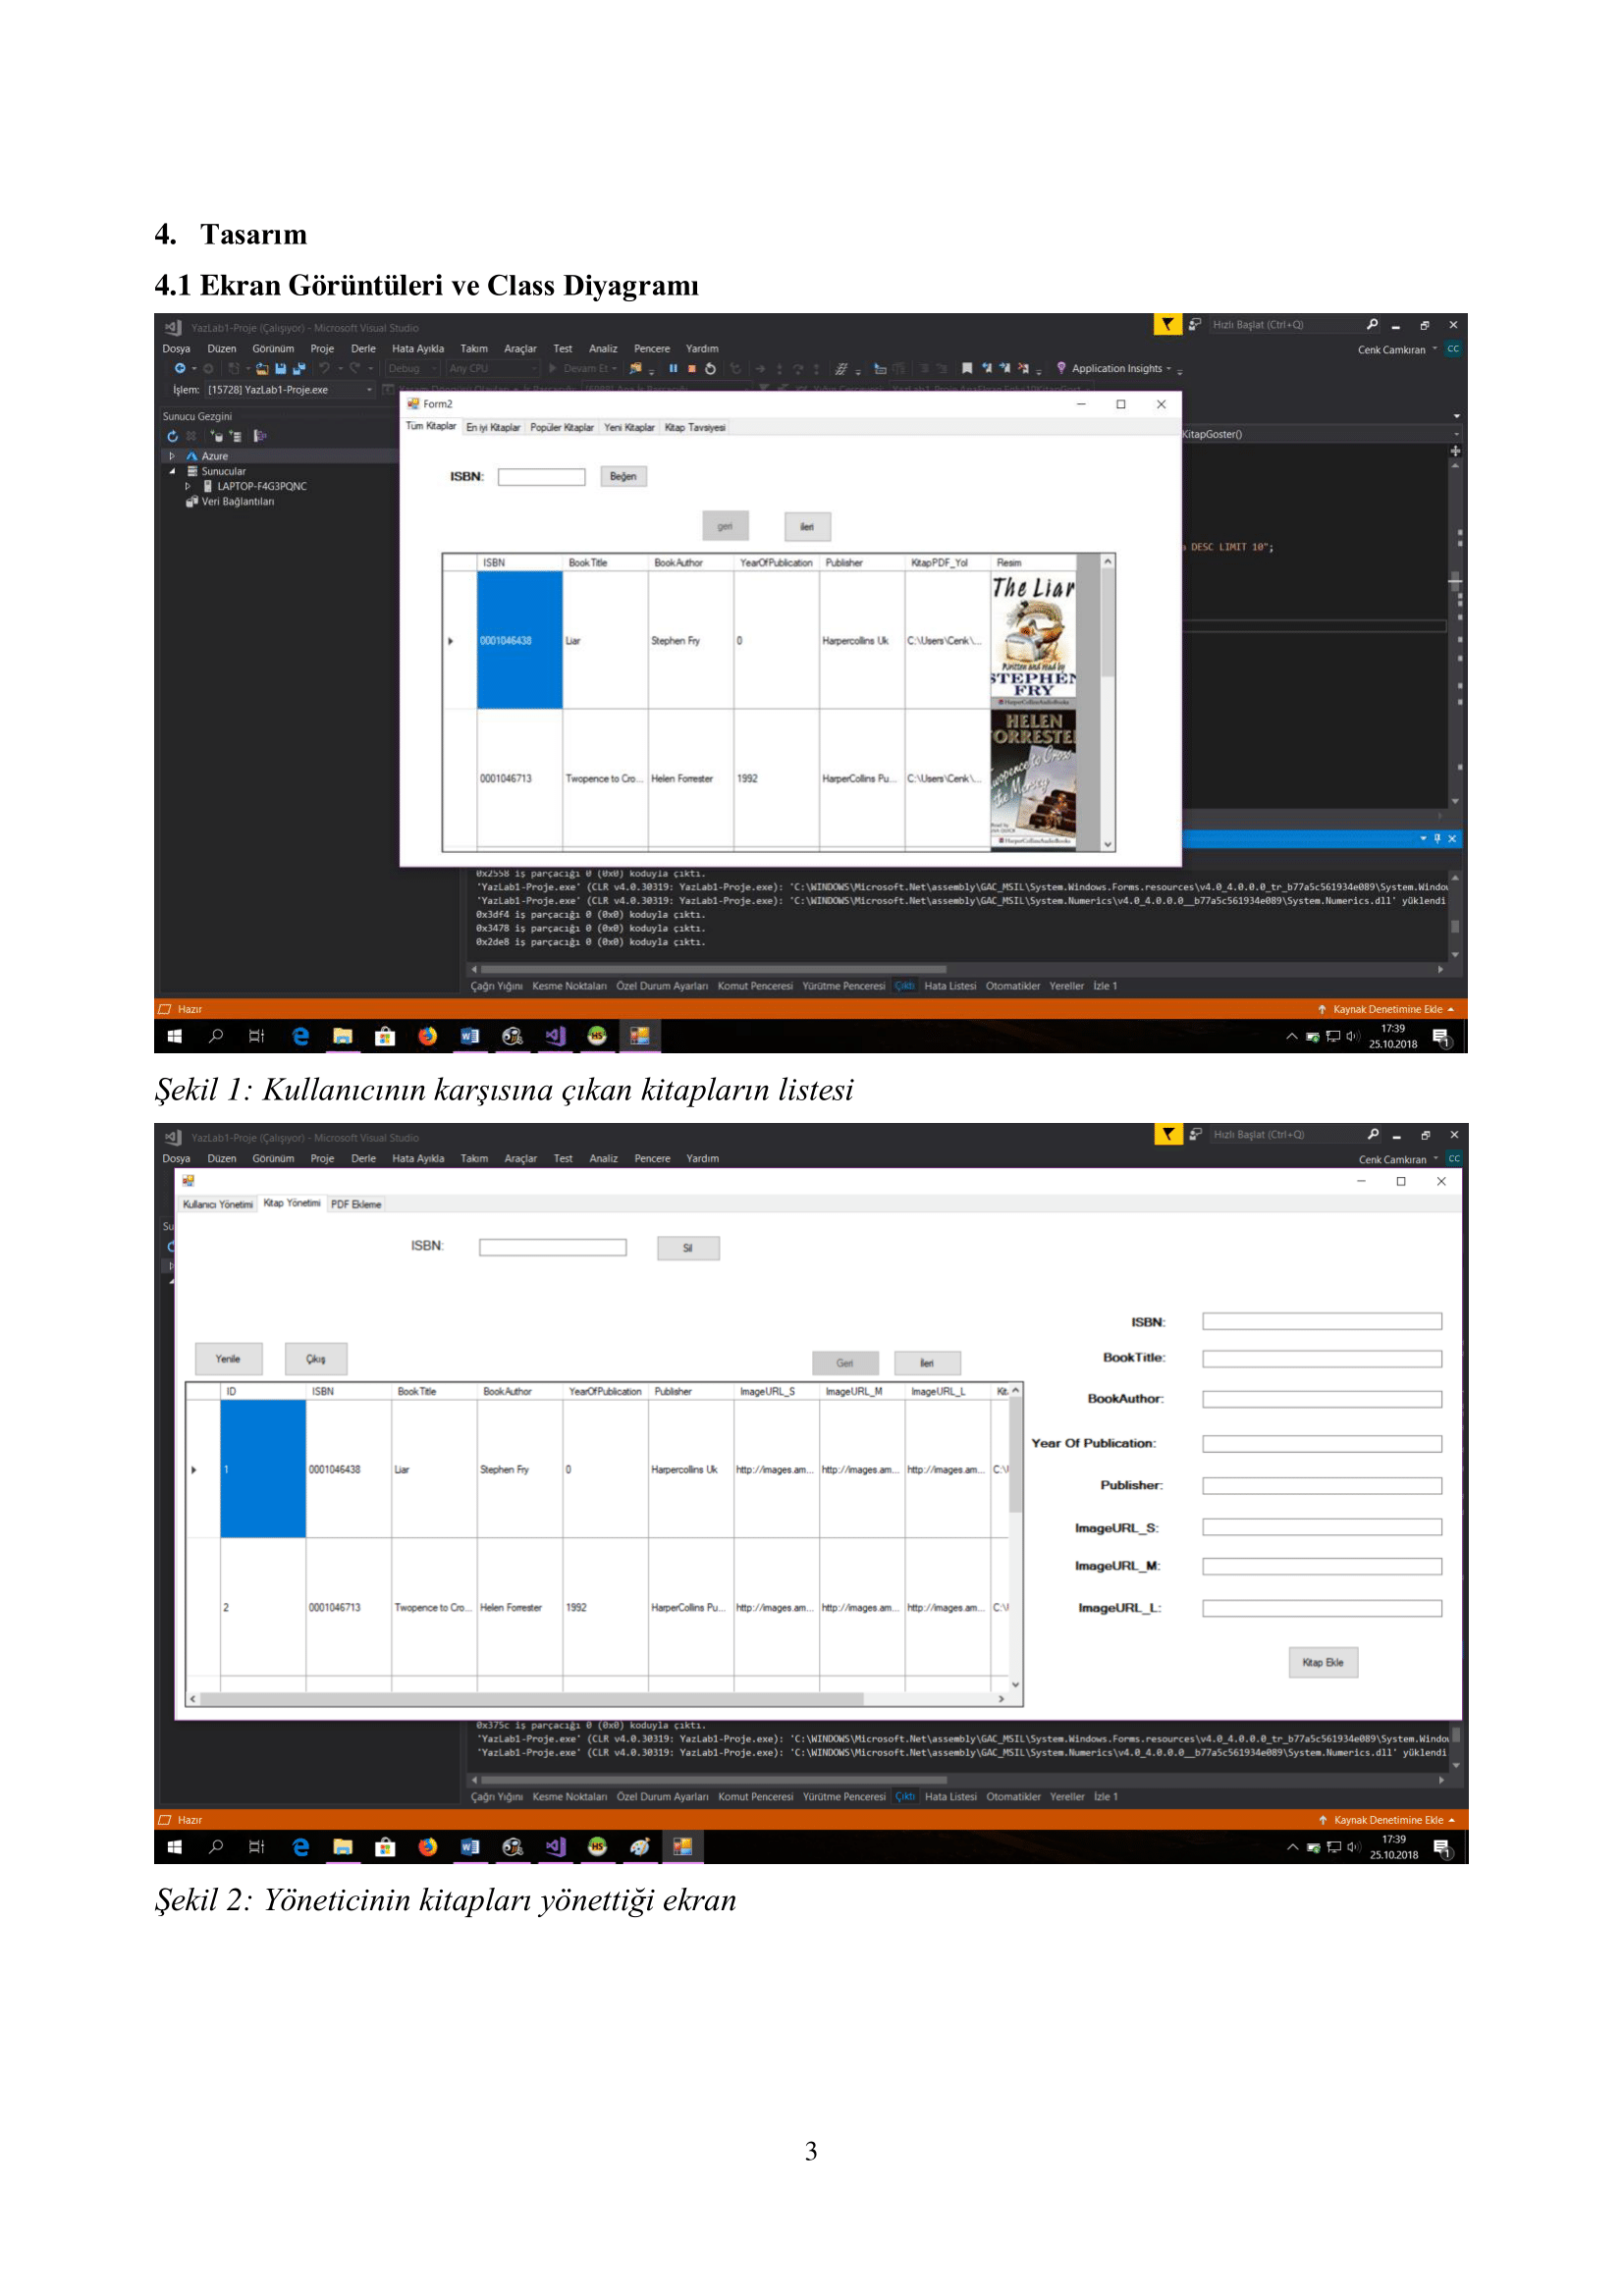 4. Tasarım
4.1 Ekran Görüntüleri ve Class Diyagramı
YazLab1-Proje (Çalışıyor) - Microsoft Visual Studio
Hızlı Başlat (Ctrl+Q)
Dosya Düzen Görünüm Proje Derle Hata Ayıkla Takım Araçlar Test Analiz Pencere Yardım
Cenk Camkıran CC
Debug Any CPU Devam Et Application Insights
İşlem: [15728] YazLab1-Proje.exe
Sunucu Gezgini
Azure
Sunucular
LAPTOP-F4G3PQNC
Veri Bağlantıları
Form2
Tüm Kitaplar En iyi Kitaplar Popüler Kitaplar Yeni Kitaplar Kitap Tavsiyesi
KitapGoster()
ISBN: Beğen
geri ileri
DESC LIMIT 10";
ISBN BookTitle BookAuthor YearOfPublication Publisher KitapPDF_Yol Resim
The Liar
0001046438 Liar Stephen Fry 0 Harpercollins Uk C:\Users\Cenk\...
Written and read by
STEPHEN
FRY
HarperCollinsAudioBooks
HELEN
ORRESTE
Twopence to Cross
the Mersey
0001046713 Twopence to Cro... Helen Forrester 1992 HarperCollins Pu... C:\Users\Cenk\...
HarperCollinsAudioBooks
0x2558 iş parçacığı 0 (0x0) koduyla çıktı.
'YazLab1-Proje.exe' (CLR v4.0.30319: YazLab1-Proje.exe): 'C:\WINDOWS\Microsoft.Net\assembly\GAC_MSIL\System.Windows.Forms.resources\v4.0_4.0.0.0_tr_b77a5c561934e089\System.Window
'YazLab1-Proje.exe' (CLR v4.0.30319: YazLab1-Proje.exe): 'C:\WINDOWS\Microsoft.Net\assembly\GAC_MSIL\System.Numerics\v4.0_4.0.0.0__b77a5c561934e089\System.Numerics.dll' yüklendi
0x3df4 iş parçacığı 0 (0x0) koduyla çıktı.
0x3478 iş parçacığı 0 (0x0) koduyla çıktı.
0x2de8 iş parçacığı 0 (0x0) koduyla çıktı.
Çağrı Yığını Kesme Noktaları Özel Durum Ayarları Komut Penceresi Yürütme Penceresi Çıktı Hata Listesi Otomatikler Yereller İzle 1
Hazır Kaynak Denetimine Ekle
17:39
25.10.2018
Şekil 1: Kullanıcının karşısına çıkan kitapların listesi
YazLab1-Proje (Çalışıyor) - Microsoft Visual Studio
Hızlı Başlat (Ctrl+Q)
Dosya Düzen Görünüm Proje Derle Hata Ayıkla Takım Araçlar Test Analiz Pencere Yardım
Cenk Camkıran CC
Kullanıcı Yönetimi Kitap Yönetimi PDF Ekleme
Su
ISBN: Sil
ISBN:
Yenile Çıkış Geri İleri
BookTitle:
ID ISBN BookTitle BookAuthor YearOfPublication Publisher ImageURL_S ImageURL_M ImageURL_L Kit
BookAuthor:
Year Of Publication:
1 0001046438 Liar Stephen Fry 0 Harpercollins Uk http://images.am... http://images.am... http://images.am... C:\U
Publisher:
ImageURL_S:
ImageURL_M:
2 0001046713 Twopence to Cro... Helen Forrester 1992 HarperCollins Pu... http://images.am... http://images.am... http://images.am... C:\U
ImageURL_L:
Kitap Ekle
0x375c iş parçacığı 0 (0x0) koduyla çıktı.
'YazLab1-Proje.exe' (CLR v4.0.30319: YazLab1-Proje.exe): 'C:\WINDOWS\Microsoft.Net\assembly\GAC_MSIL\System.Windows.Forms.resources\v4.0_4.0.0.0_tr_b77a5c561934e089\System.Window
'YazLab1-Proje.exe' (CLR v4.0.30319: YazLab1-Proje.exe): 'C:\WINDOWS\Microsoft.Net\assembly\GAC_MSIL\System.Numerics\v4.0_4.0.0.0__b77a5c561934e089\System.Numerics.dll' yüklendi
Çağrı Yığını Kesme Noktaları Özel Durum Ayarları Komut Penceresi Yürütme Penceresi Çıktı Hata Listesi Otomatikler Yereller İzle 1
Hazır Kaynak Denetimine Ekle
17:39
25.10.2018
Şekil 2: Yöneticinin kitapları yönettiği ekran
3